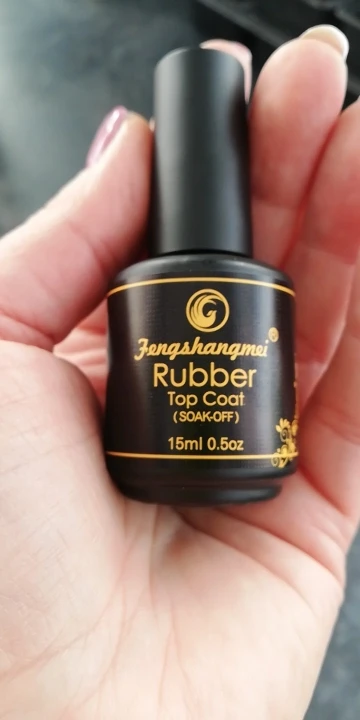 Fengshangmei®
Rubber
Top Coat
(SOAK-OFF)
15ml 0.5oz